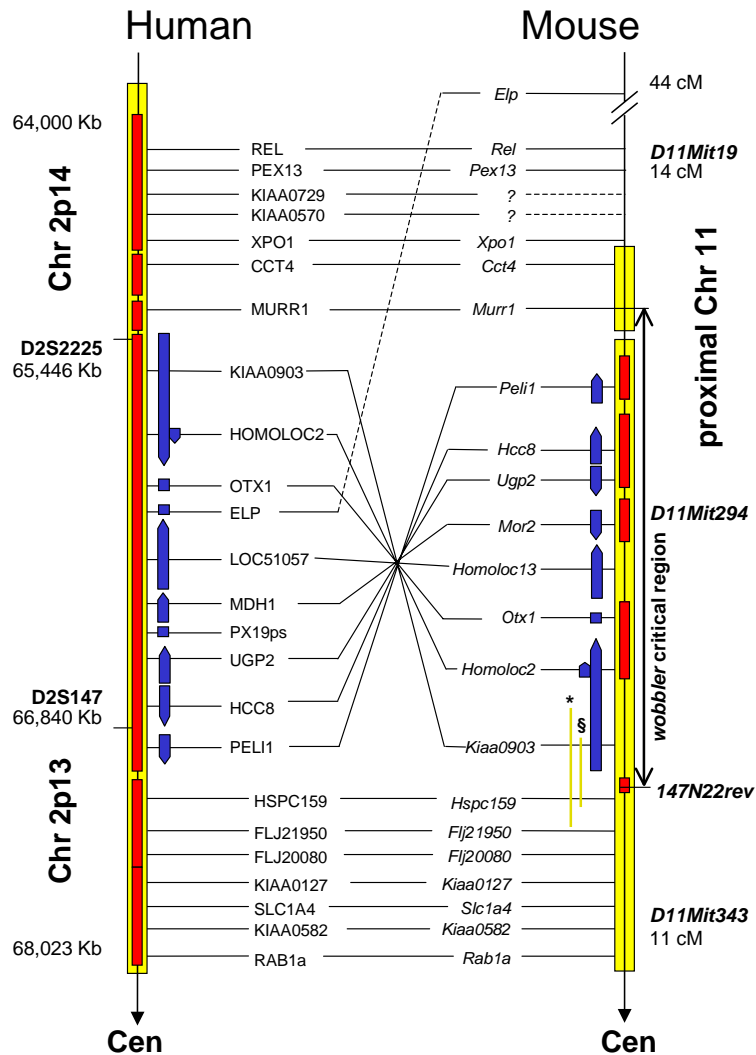 Human Mouse
Elp 44 cM
64,000 Kb
REL Rel D11Mit19
PEX13 Pex13 14 cM
KIAA0729 ?
KIAA0570 ?
XPO1 Xpo1
CCT4 Cct4
MURR1 Murr1
Chr 2p14
proximal Chr 11
D2S2225
65,446 Kb KIAA0903
Peli1
HOMOLOC2 Hcc8
OTX1 Ugp2
ELP Mor2 D11Mit294
LOC51057 Homoloc13
MDH1 Otx1
PX19ps
UGP2 Homoloc2
wobbler critical region
D2S147
66,840 Kb HCC8 * §
PELI1 Kiaa0903
147N22rev
Chr 2p13
HSPC159 Hspc159
FLJ21950 Flj21950
FLJ20080 Flj20080
KIAA0127 Kiaa0127
SLC1A4 Slc1a4 D11Mit343
KIAA0582 Kiaa0582 11 cM
68,023 Kb
RAB1a Rab1a
Cen Cen